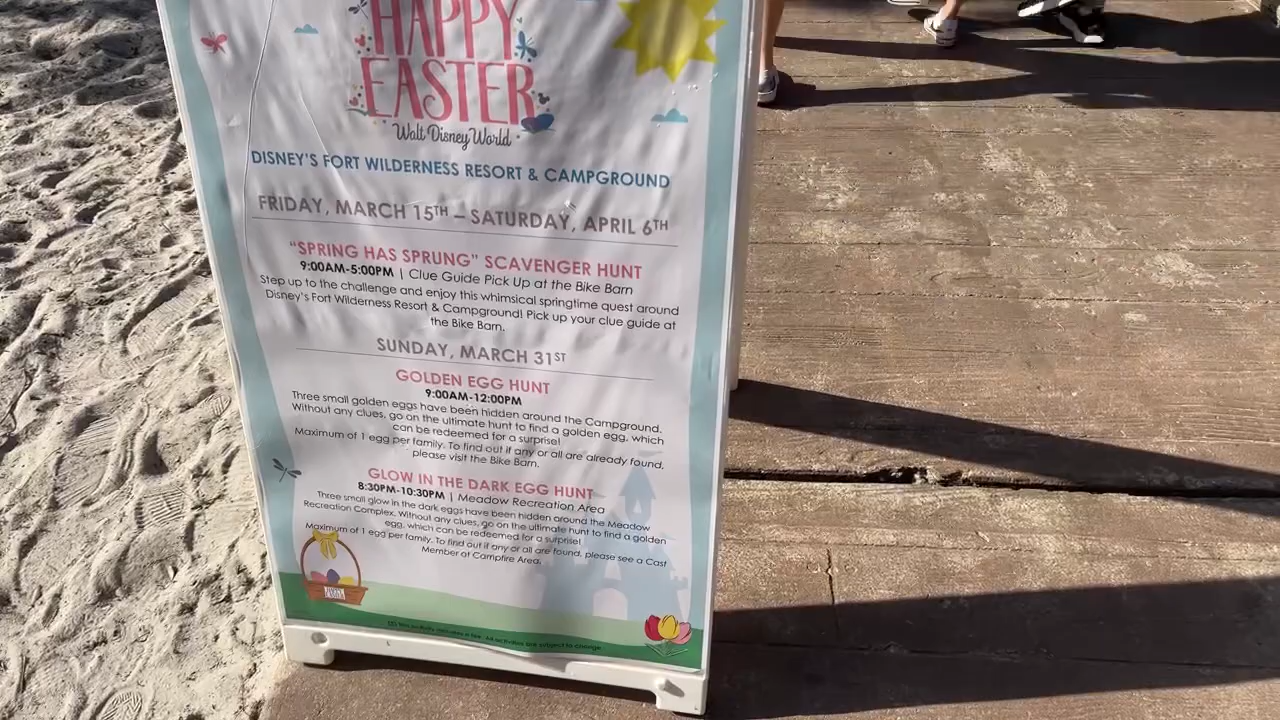 HAPPY
EASTER
Walt Disney World
DISNEY'S FORT WILDERNESS RESORT & CAMPGROUND
FRIDAY, MARCH 15TH – SATURDAY, APRIL 6TH
"SPRING HAS SPRUNG" SCAVENGER HUNT
9:00AM-5:00PM | Clue Guide Pick Up at the Bike Barn
Step up to the challenge and enjoy this whimsical springtime quest around
Disney's Fort Wilderness Resort & Campground! Pick up your clue guide at
the Bike Barn.
SUNDAY, MARCH 31ST
GOLDEN EGG HUNT
9:00AM-12:00PM
Three small golden eggs have been hidden around the Campground.
Without any clues, go on the ultimate hunt to find a golden egg, which
can be redeemed for a surprise!
Maximum of 1 egg per family. To find out if any or all are already found,
please visit the Bike Barn.
GLOW IN THE DARK EGG HUNT
8:30PM-10:30PM | Meadow Recreation Area
Three small glow in the dark eggs have been hidden around the Meadow
Recreation Complex. Without any clues, go on the ultimate hunt to find a golden
egg, which can be redeemed for a surprise!
Maximum of 1 egg per family. To find out if any or all are found, please see a Cast
Member at Campfire Area.
activity includes a fee. All activities are subject to change.